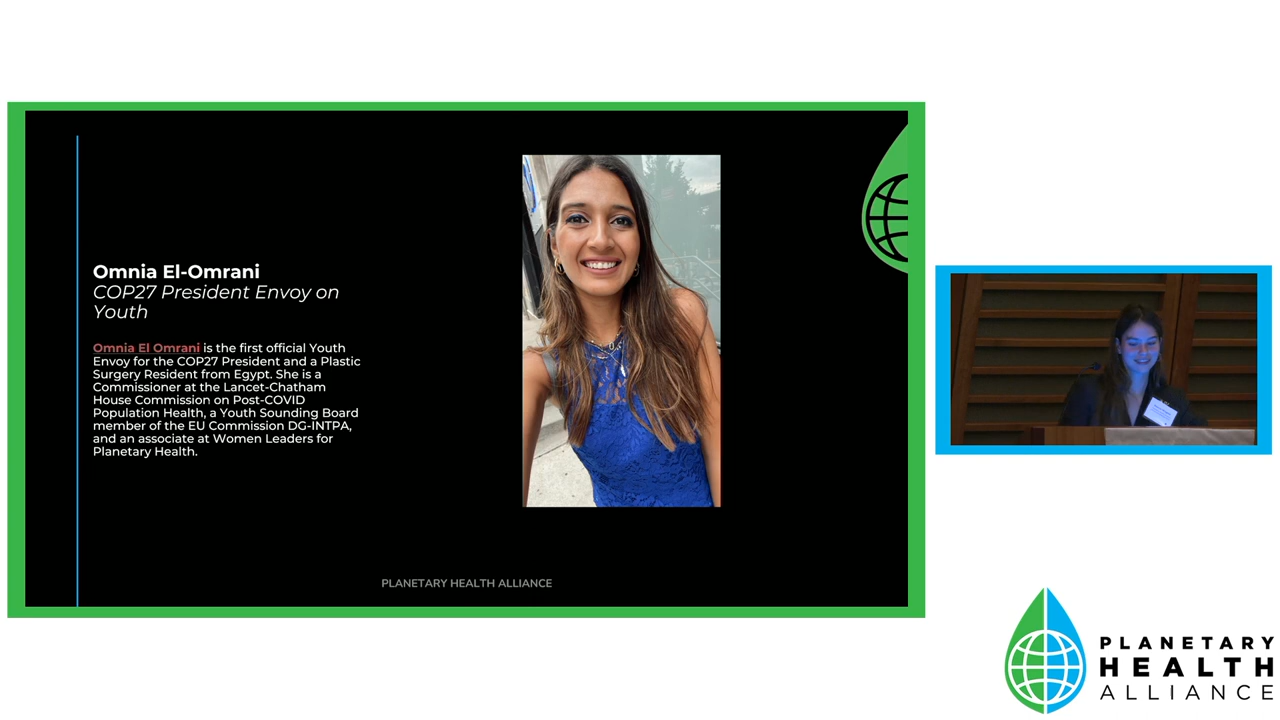 Omnia El-Omrani
COP27 President Envoy on
Youth
Omnia El Omrani is the first official Youth
Envoy for the COP27 President and a Plastic
Surgery Resident from Egypt. She is a
Commissioner at the Lancet-Chatham
House Commission on Post-COVID
Population Health, a Youth Sounding Board
member of the EU Commission DG-INTPA,
and an associate at Women Leaders for
Planetary Health.
PLANETARY HEALTH ALLIANCE
PLANETARY
HEALTH
ALLIANCE